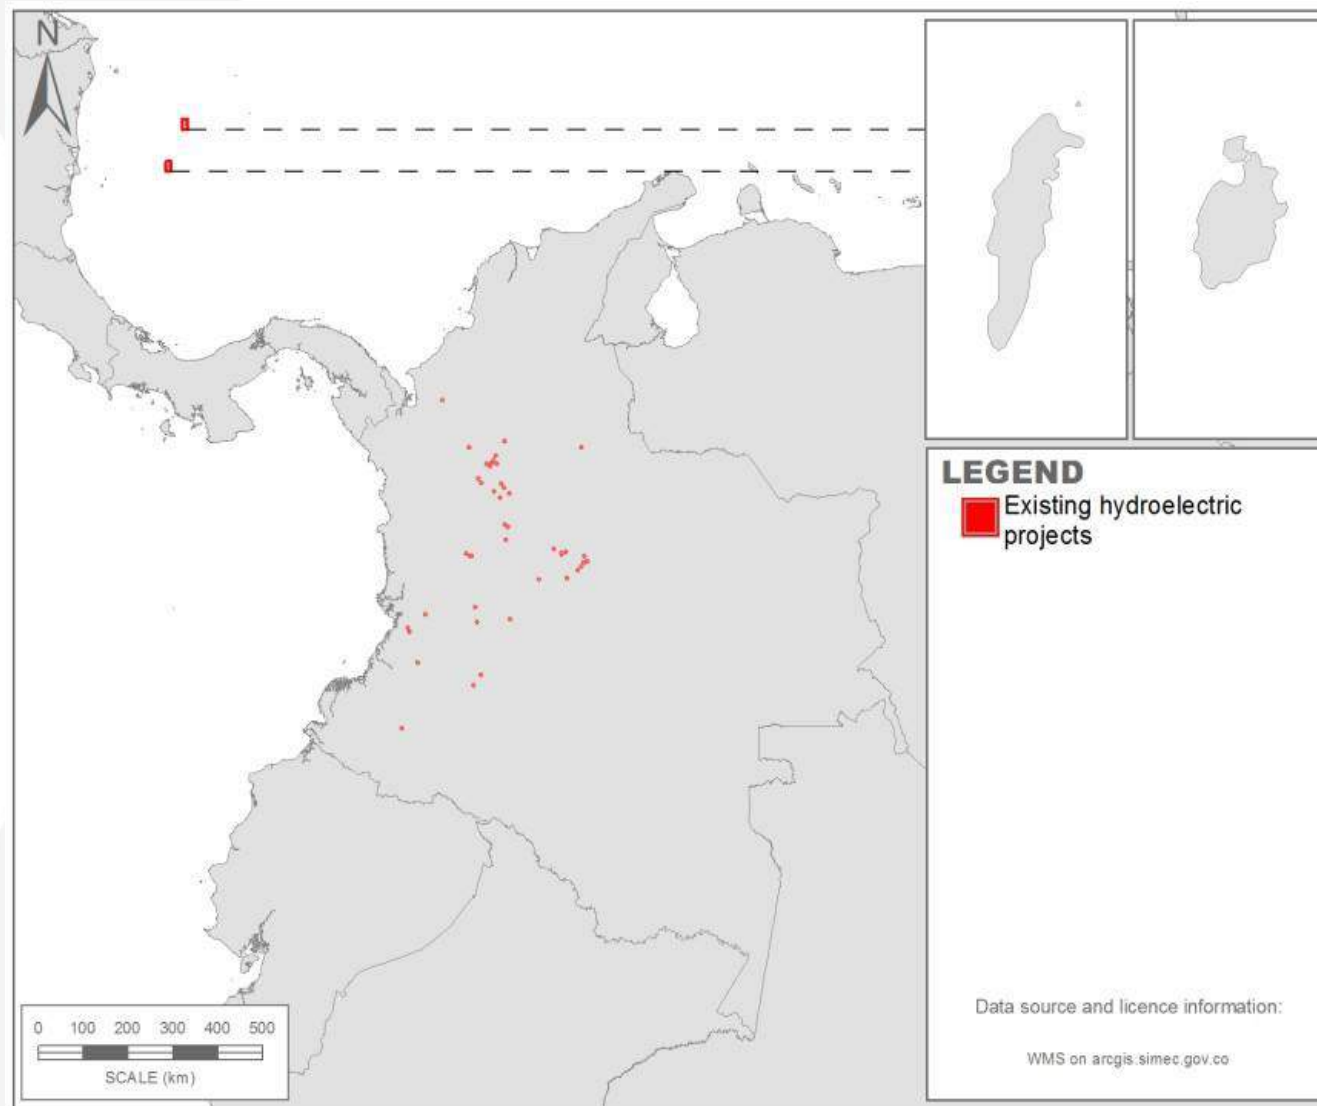 N
LEGEND
Existing hydroelectric
projects
Data source and licence information:
WMS on arcgis.simec.gov.co
0 100 200 300 400 500
SCALE (km)